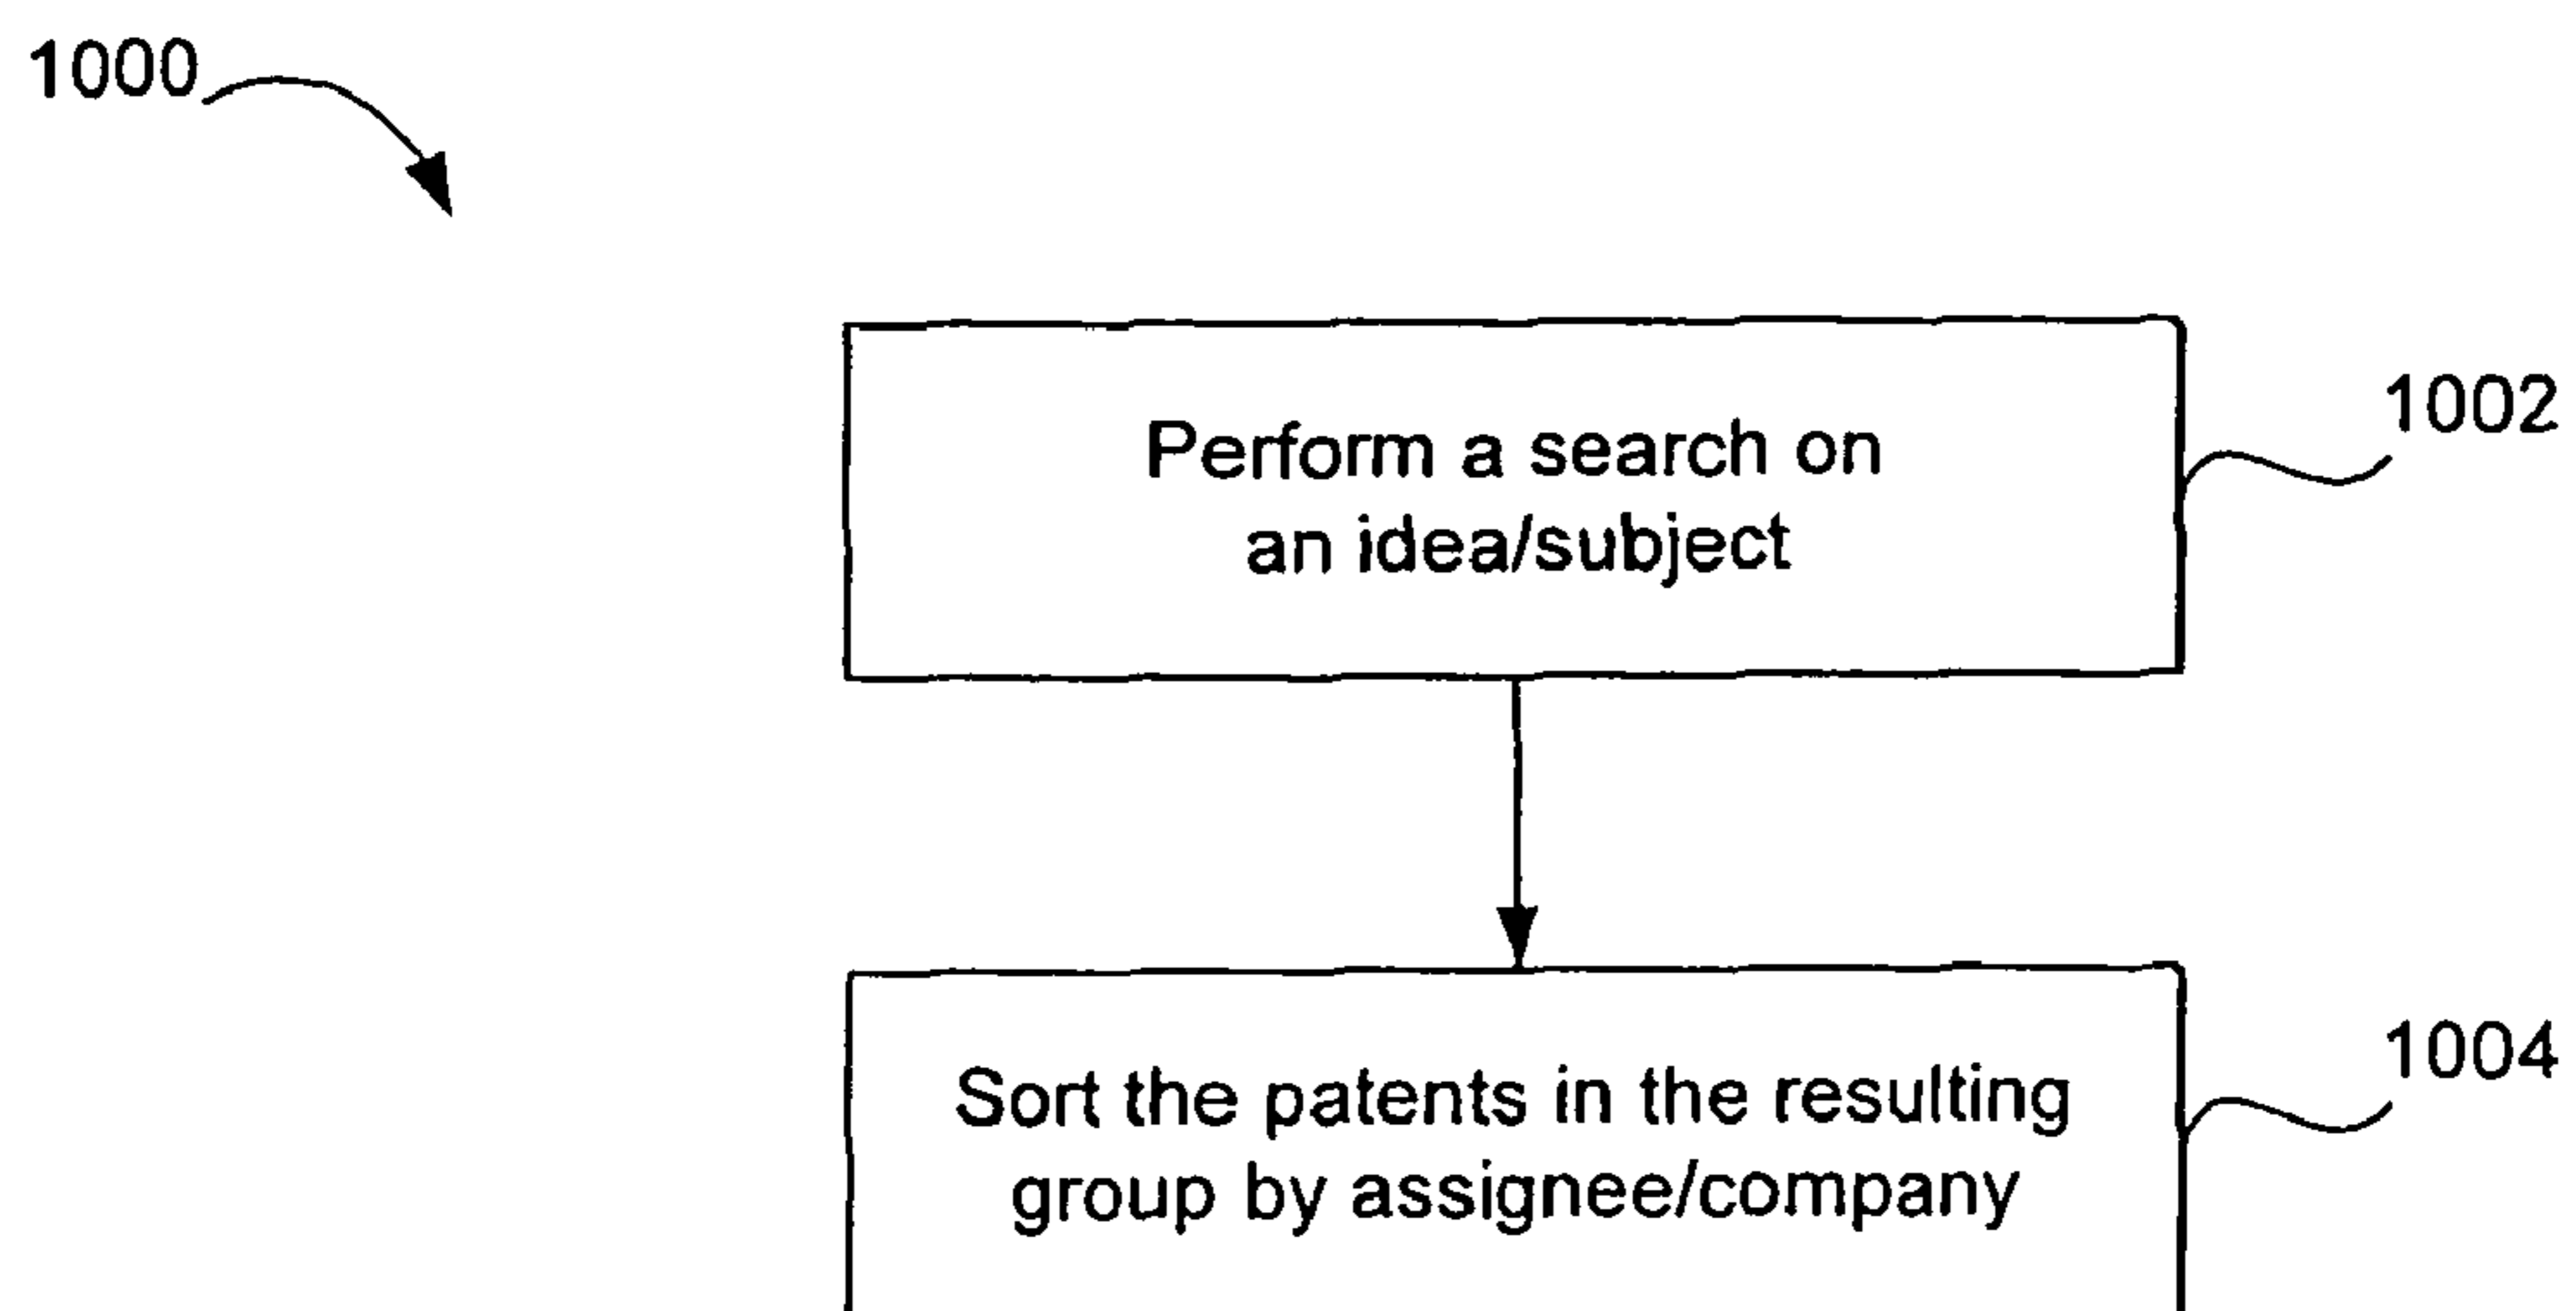 1000
Perform a search on
an idea/subject
1002
Sort the patents in the resulting
group by assignee/company
1004